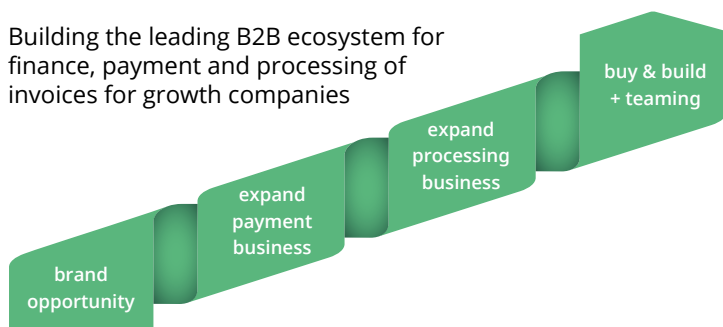 Building the leading B2B ecosystem for
finance, payment and processing of
invoices for growth companies
brand
opportunity
expand
payment
business
expand
processing
business
buy & build
+ teaming